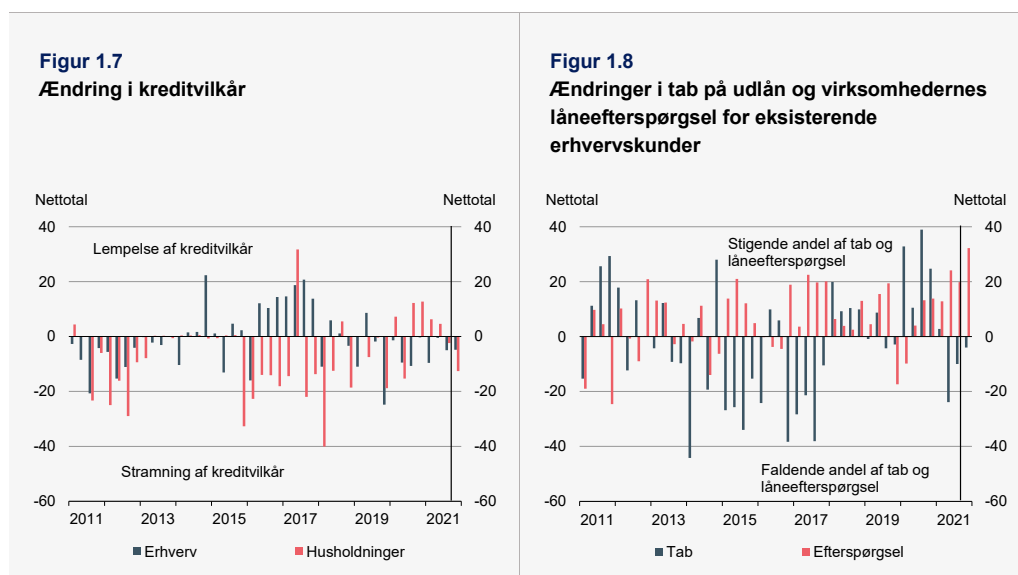 Figur 1.7
Ændring i kreditvilkår
Nettotal
Nettotal
40
40
Lempelse af kreditvilkår
20
20
0
0
-20
-20
-40
-40
Stramning af kreditvilkår
-60
-60
2011
2013
2015
2017
2019
2021
Erhverv
Husholdninger
Figur 1.8
Ændringer i tab på udlån og virksomhedernes
låneefterspørgsel for eksisterende
erhvervskunder
Nettotal
Nettotal
40
40
Stigende andel af tab og
låneefterspørgsel
20
20
0
0
-20
-20
-40
-40
Faldende andel af tab og
låneefterspørgsel
-60
-60
2011
2013
2015
2017
2019
2021
Tab
Efterspørgsel